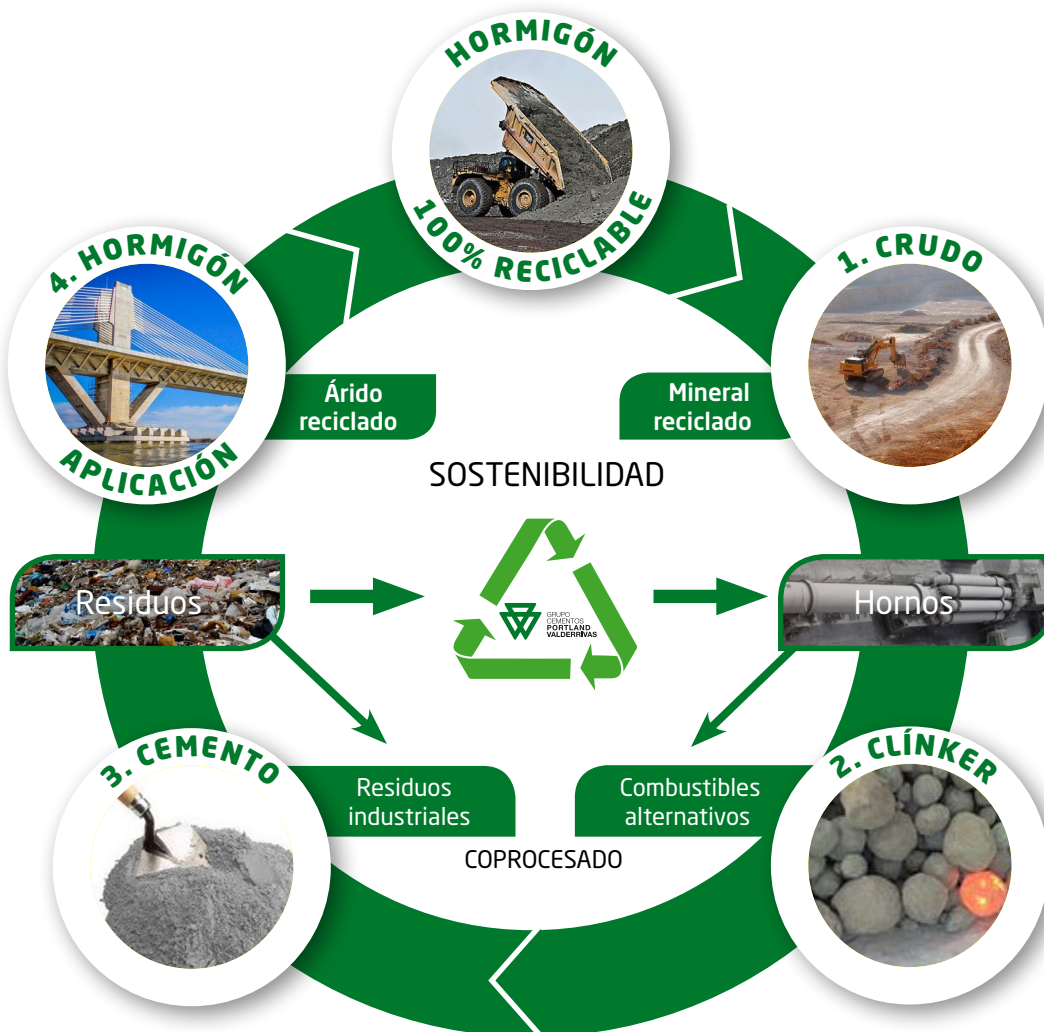 HORMIGÓN
100% RECICLABLE
4. HORMIGÓN
APLICACIÓN
1. CRUDO
Árido
reciclado
Mineral
reciclado
SOSTENIBILIDAD
Residuos
GRUPO
CEMENTOS
PORTLAND
VALDERRIVAS
Hornos
3. CEMENTO
Residuos
industriales
Combustibles
alternativos
2. CLÍNKER
COPROCESADO